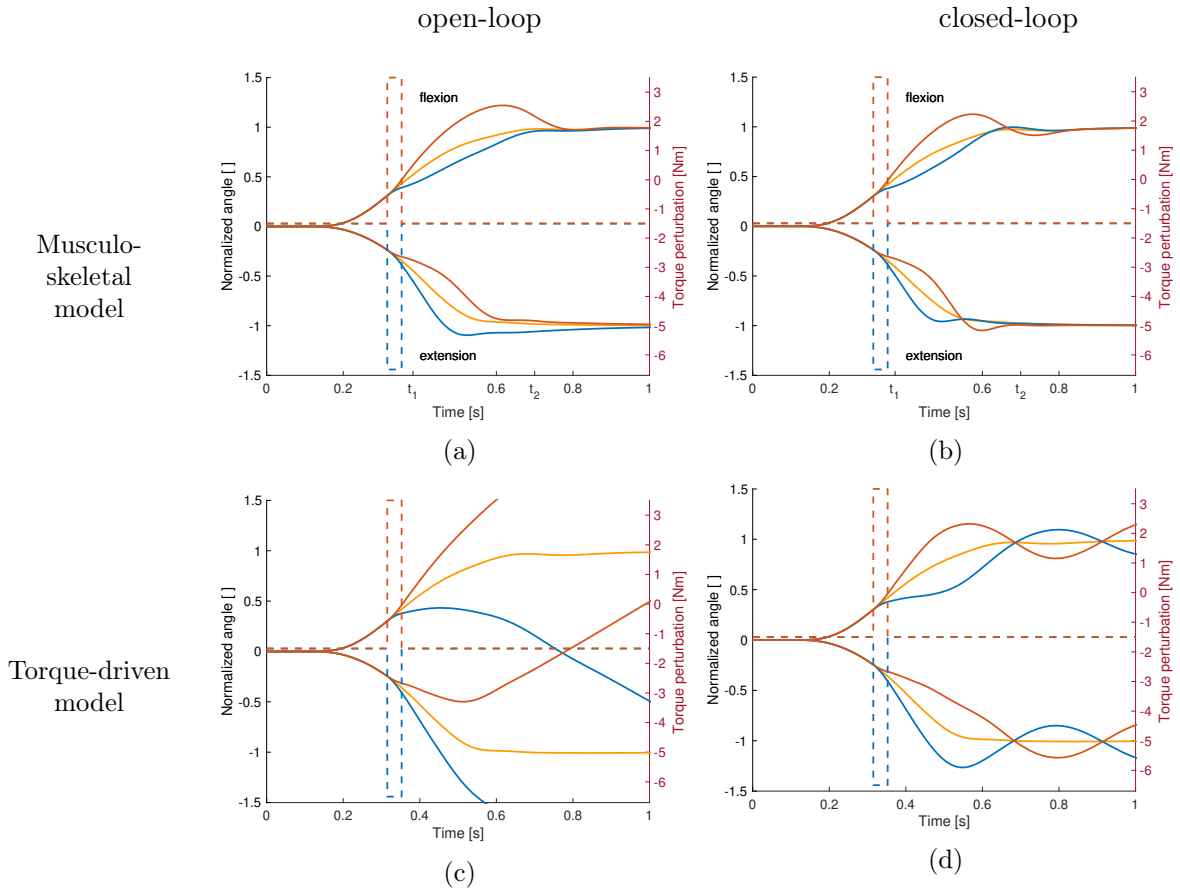 open-loop
closed-loop
Musculo-
skeletal
model
1.5
1
0.5
0
-0.5
-1
-1.5
Normalized angle [ ]
flexion
extension
3
2
1
0
-1
-2
-3
-4
-5
-6
Torque perturbation [Nm]
0
0.2
t1
0.6
t2
0.8
1
Time [s]
(a)
1.5
1
0.5
0
-0.5
-1
-1.5
Normalized angle [ ]
flexion
extension
3
2
1
0
-1
-2
-3
-4
-5
-6
Torque perturbation [Nm]
0
0.2
t1
0.6
t2
0.8
1
Time [s]
(b)
Torque-driven
model
1.5
1
0.5
0
-0.5
-1
-1.5
Normalized angle [ ]
3
2
1
0
-1
-2
-3
-4
-5
-6
Torque perturbation [Nm]
0
0.2
0.4
0.6
0.8
1
Time [s]
(c)
1.5
1
0.5
0
-0.5
-1
-1.5
Normalized angle [ ]
3
2
1
0
-1
-2
-3
-4
-5
-6
Torque perturbation [Nm]
0
0.2
0.4
0.6
0.8
1
Time [s]
(d)